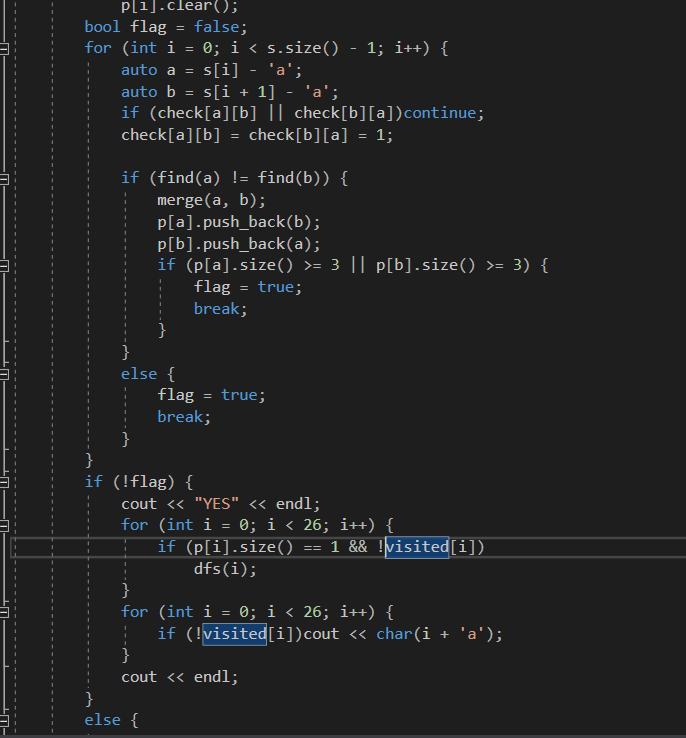 p[i].clear();
bool flag = false;
for (int i = 0; i < s.size() - 1; i++) {
auto a = s[i] - 'a';
auto b = s[i + 1] - 'a';
if (check[a][b] || check[b][a])continue;
check[a][b] = check[b][a] = 1;
if (find(a) != find(b)) {
merge(a, b);
p[a].push_back(b);
p[b].push_back(a);
if (p[a].size() >= 3 || p[b].size() >= 3) {
flag = true;
break;
}
}
else {
flag = true;
break;
}
}
if (!flag) {
cout << "YES" << endl;
for (int i = 0; i < 26; i++) {
if (p[i].size() == 1 && !visited[i])
dfs(i);
}
for (int i = 0; i < 26; i++) {
if (!visited[i])cout << char(i + 'a');
}
cout << endl;
}
else {